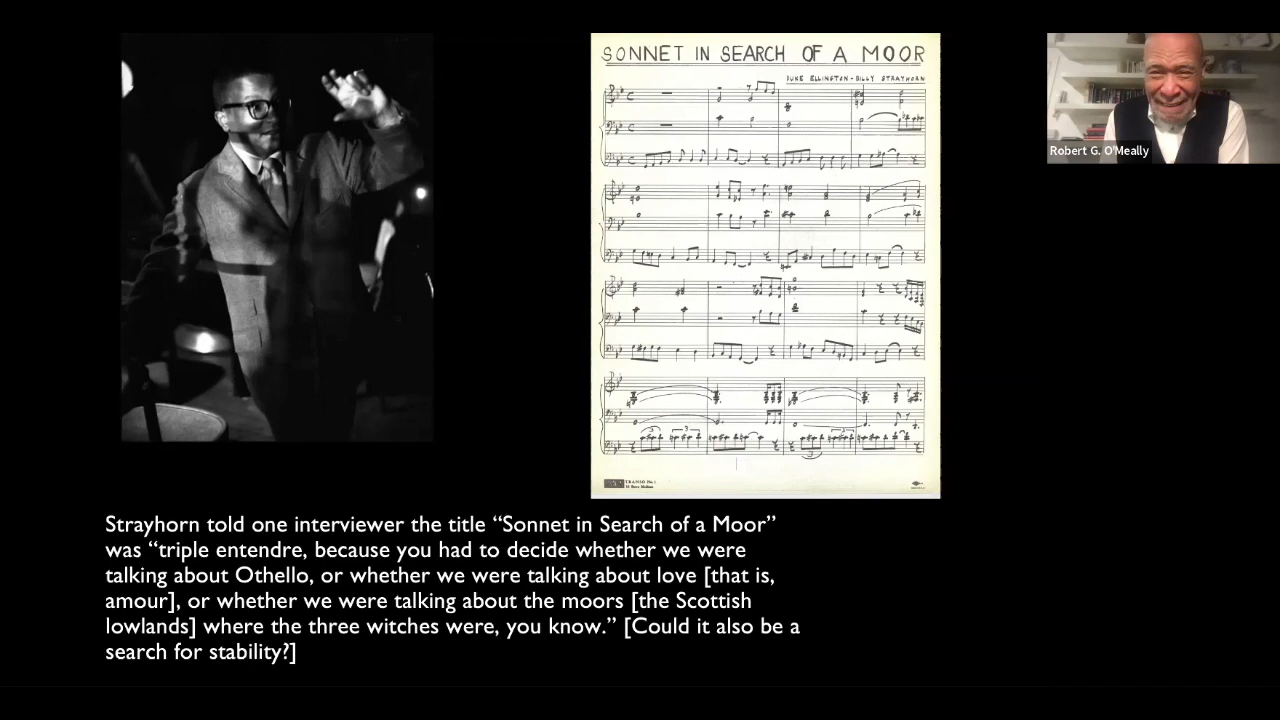 SONNET IN SEARCH OF A MOOR
DUKE ELLINGTON - BILLY STRAYHORN
Robert G. O'Meally
Strayhorn told one interviewer the title “Sonnet in Search of a Moor”
was “triple entendre, because you had to decide whether we were
talking about Othello, or whether we were talking about love [that is,
amour], or whether we were talking about the moors [the Scottish
lowlands] where the three witches were, you know.” [Could it also be a
search for stability?]